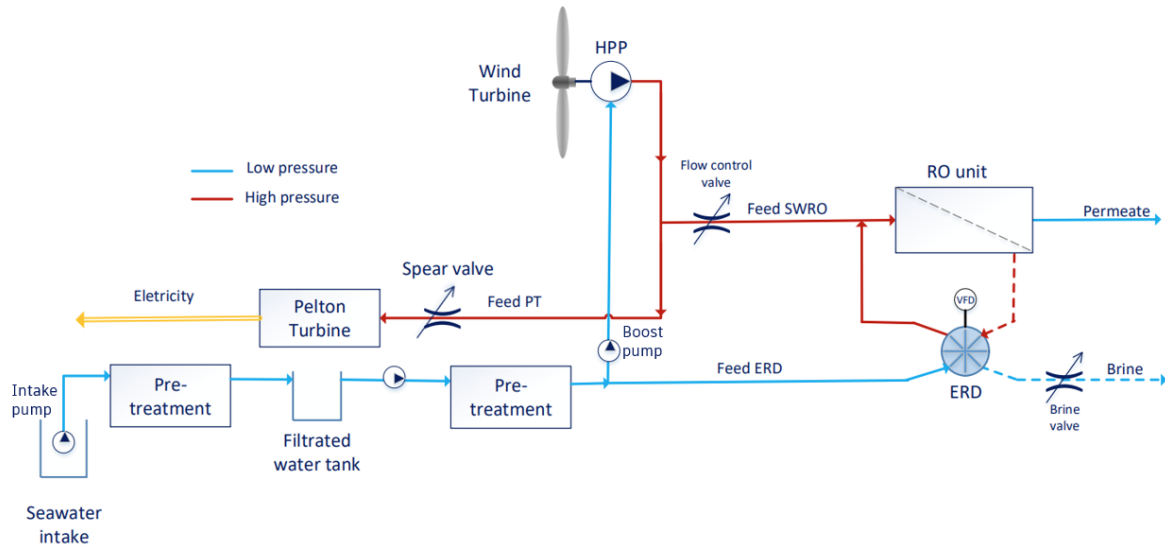 HPP
Wind
Turbine
Low pressure
High pressure
Flow control
valve
RO unit
Feed SWRO
Permeate
Spear valve
Eletricity
Feed PT
Pelton
Turbine
VFD
Boost
pump
Intake
pump
Pre-
treatment
Pre-
treatment
Feed ERD
ERD
Brine
Brine
valve
Filtrated
water tank
Seawater
intake